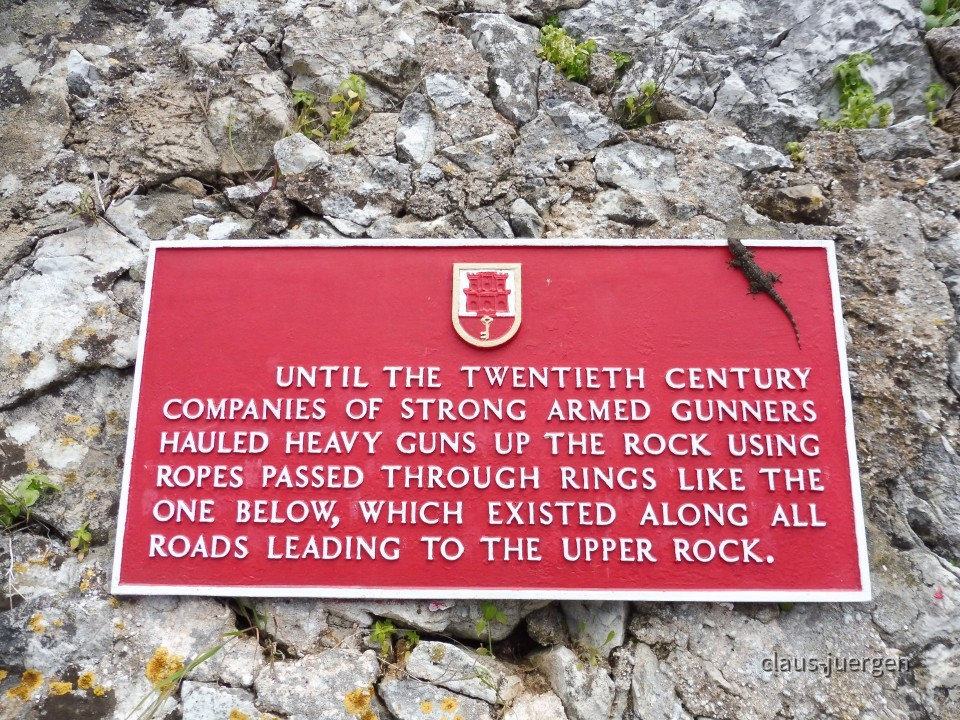 UNTIL THE TWENTIETH CENTURY
COMPANIES OF STRONG ARMED GUNNERS
HAULED HEAVY GUNS UP THE ROCK USING
ROPES PASSED THROUGH RINGS LIKE THE
ONE BELOW, WHICH EXISTED ALONG ALL
ROADS LEADING TO THE UPPER ROCK.
claus-juergen